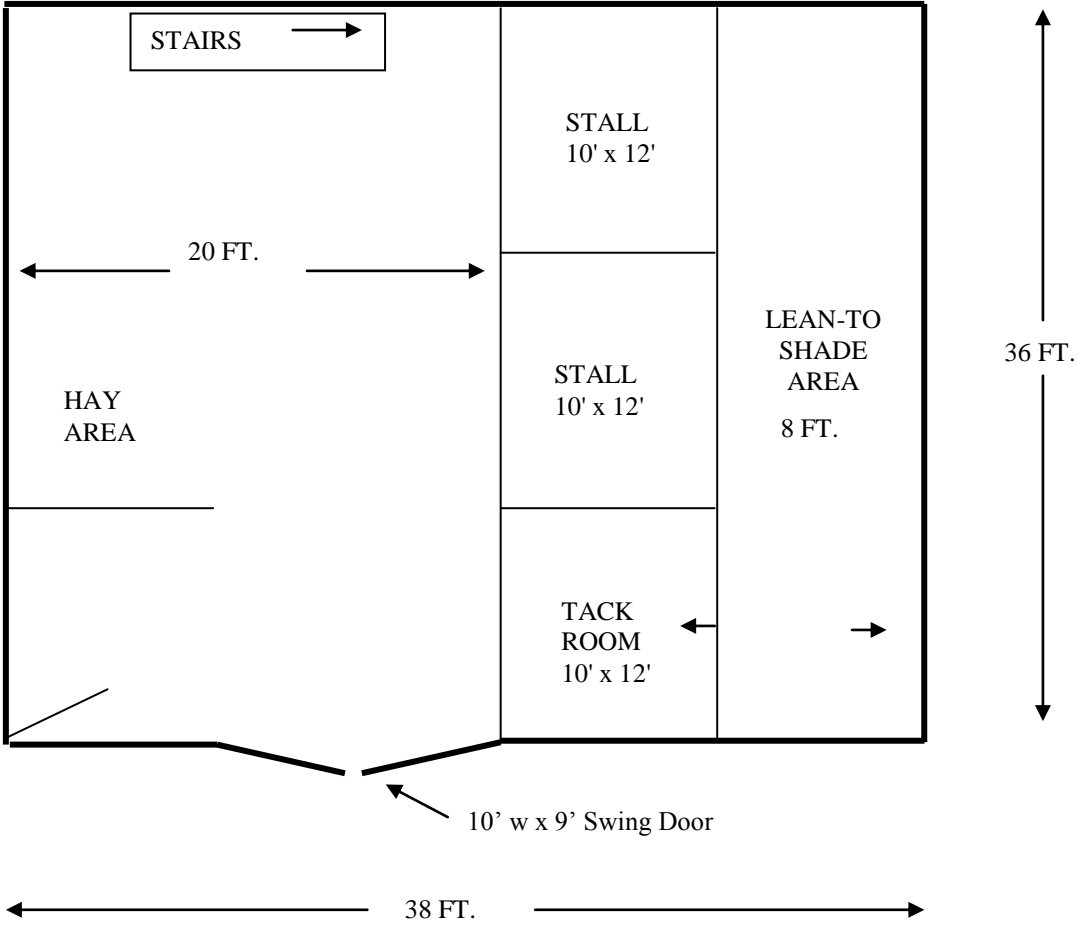 STAIRS
STALL
10' x 12'
20 FT.
LEAN-TO
SHADE
AREA
8 FT.
36 FT.
STALL
10' x 12'
HAY
AREA
TACK
ROOM
10' x 12'
10’ w x 9’ Swing Door
38 FT.